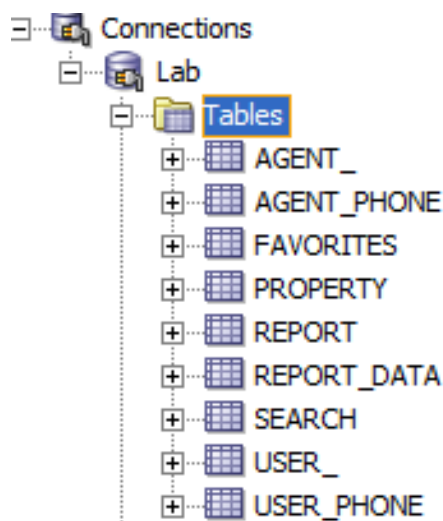 Connections
Lab
Tables
AGENT_
AGENT_PHONE
FAVORITES
PROPERTY
REPORT
REPORT_DATA
SEARCH
USER_
USER_PHONE